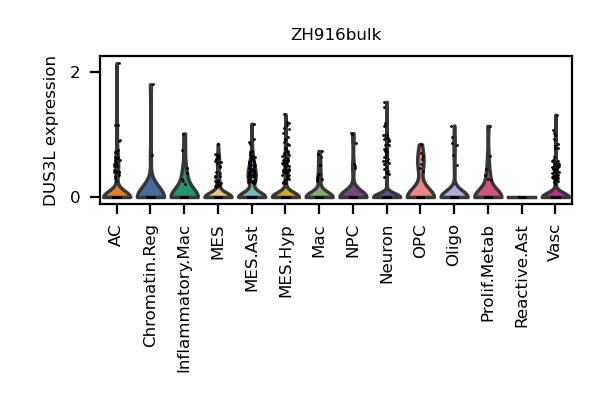 ZH916bulk
DUS3L expression
2
0
AC
Chromatin.Reg
Inflammatory.Mac
MES
MES.Ast
MES.Hyp
Mac
NPC
Neuron
OPC
Oligo
Prolif.Metab
Reactive.Ast
Vasc